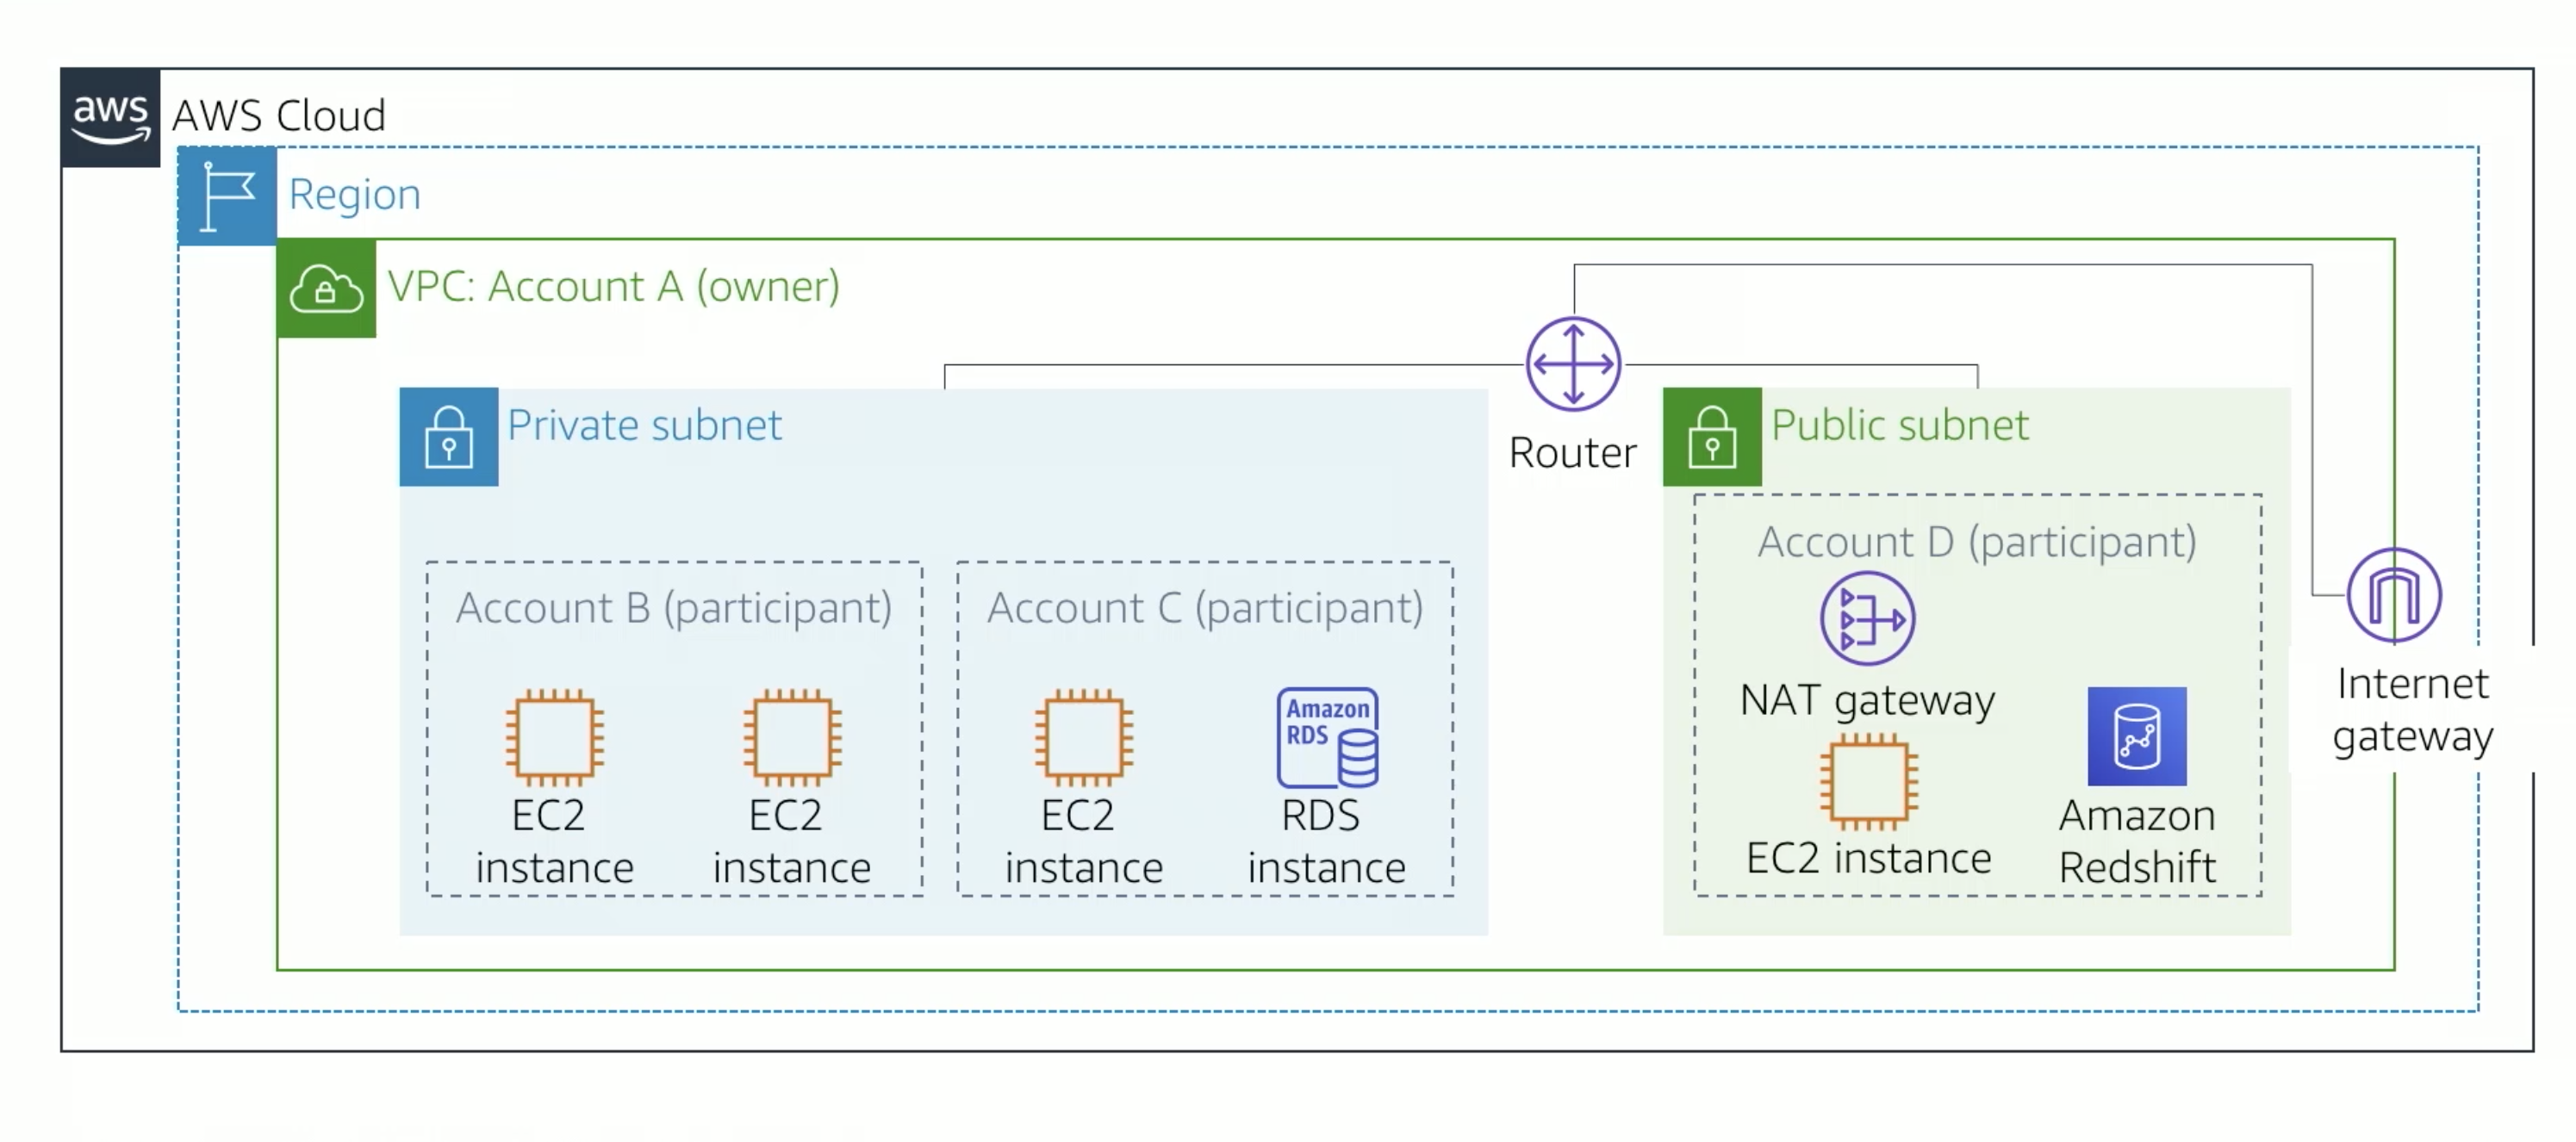 aws
AWS Cloud
Region
VPC: Account A (owner)
Private subnet
Router
Public subnet
Account B (participant)
EC2
instance
EC2
instance
Account C (participant)
EC2
instance
Amazon
RDS
RDS
instance
Account D (participant)
NAT gateway
EC2 instance
Amazon
Redshift
Internet
gateway